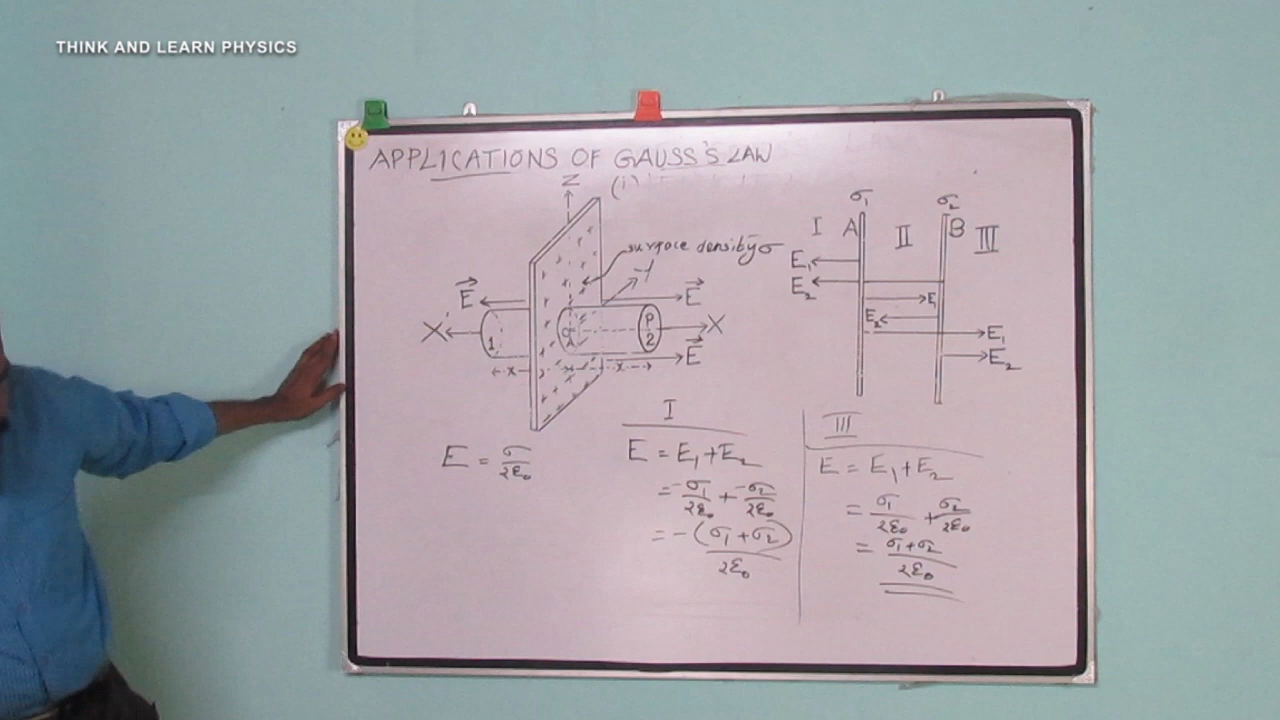 THINK AND LEARN PHYSICS
APPLICATIONS OF GAUSS'S LAW
(i)
Z
surface density σ
Y
E⃗
E⃗
X'
1
O
A
P
2
X
E⃗
x
x
E = σ/2ε₀
σ₁
σ₂
I
A
II
B
III
E₁
E₂
E₁
E₂
E₁
E₂
I
E = E₁ + E₂
= -σ₁/2ε₀ + -σ₂/2ε₀
= -(σ₁ + σ₂)/2ε₀
III
E = E₁ + E₂
= σ₁/2ε₀ + σ₂/2ε₀
= σ₁+σ₂/2ε₀